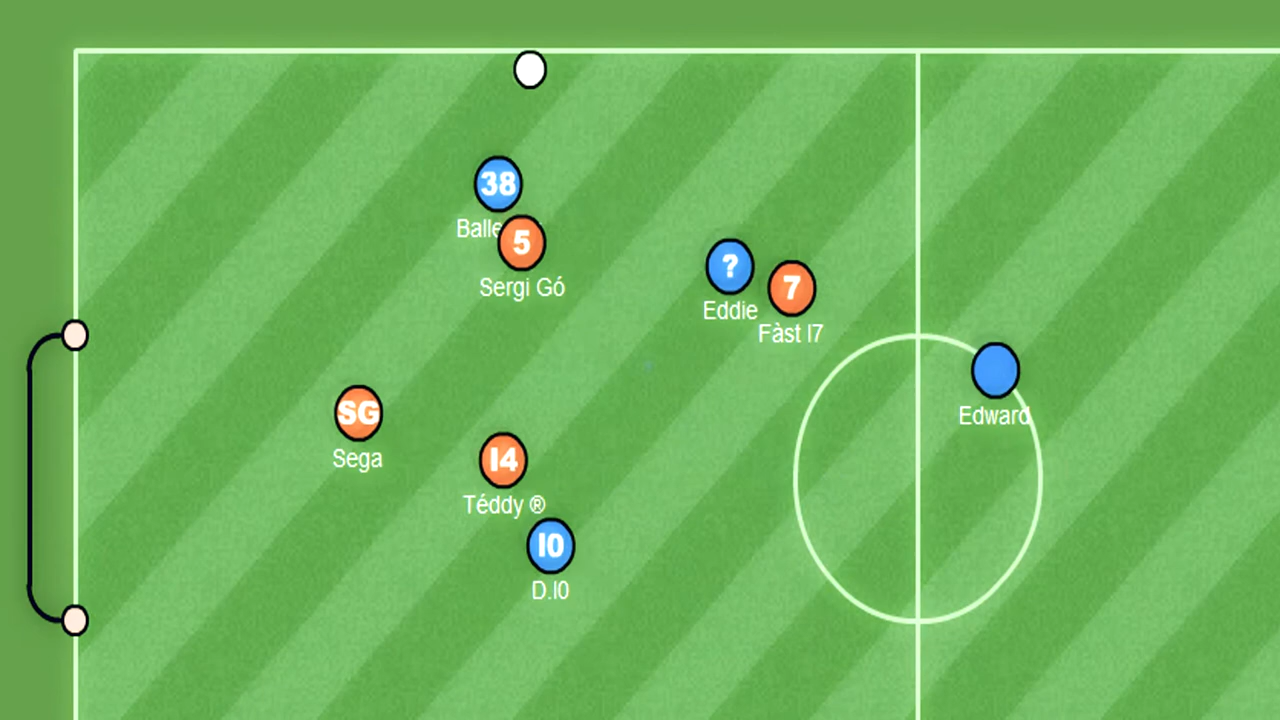 38
Balle
5
Sergi Gó
?
Eddie
7
Fàst I7
Edward
SG
Sega
I4
Téddy ®
I0
D.I0